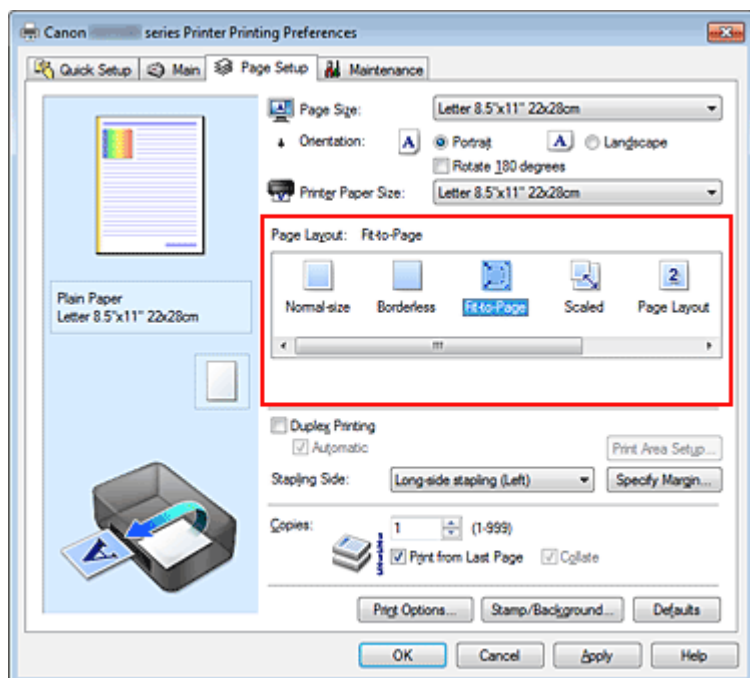 Canon series Printer Printing Preferences
Quick Setup Main Page Setup Maintenance
Page Size: Letter 8.5"x11" 22x28cm
Orientation: A Portrait A Landscape
Rotate 180 degrees
Printer Paper Size: Letter 8.5"x11" 22x28cm
Page Layout: Fit-to-Page
2
Normal-size Borderless Fit-to-Page Scaled Page Layout
Plain Paper
Letter 8.5"x11" 22x28cm
Duplex Printing
Automatic Print Area Setup...
Stapling Side: Long-side stapling (Left) Specify Margin...
Copies: 1 (1-999)
Print from Last Page Collate
A
Print Options... Stamp/Background... Defaults
OK Cancel Apply Help